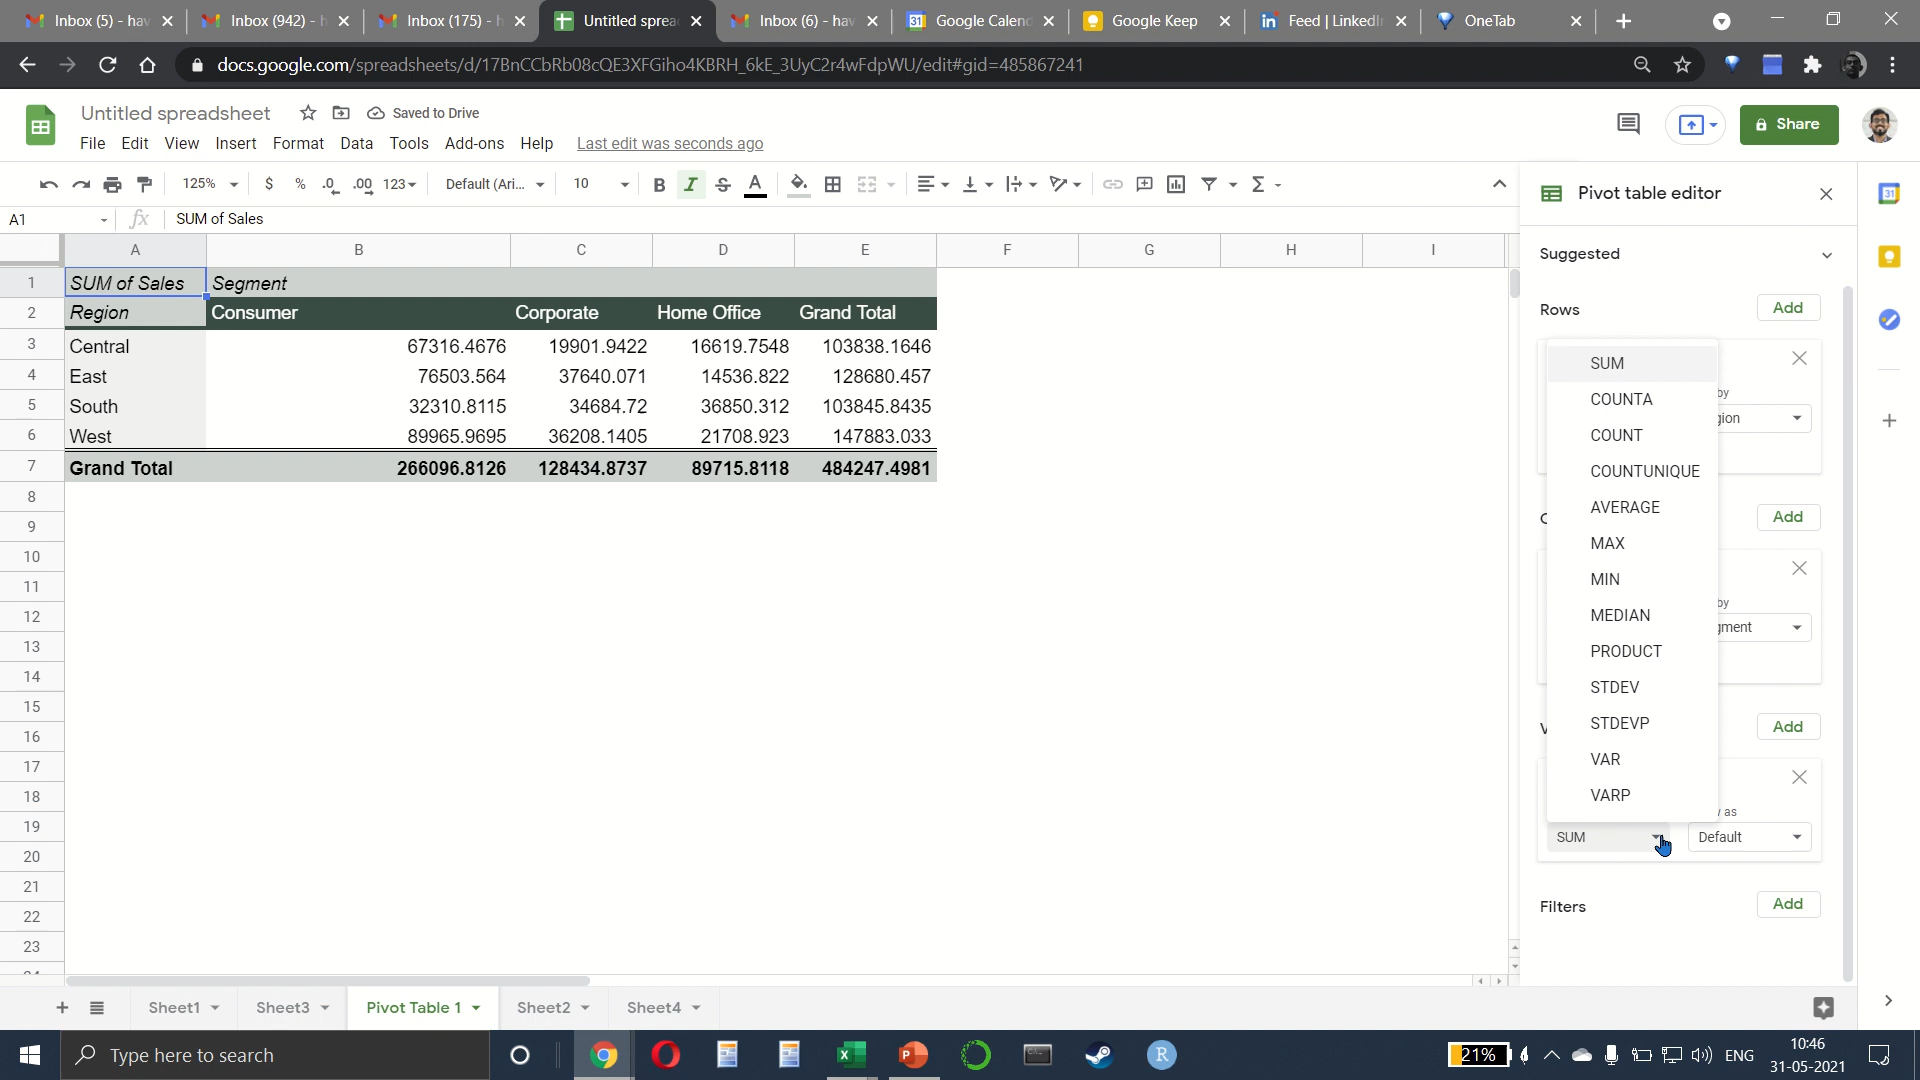 Inbox (5) - hav
Inbox (942) - h
Inbox (175) - h
Untitled sprea
Inbox (6) - hav
31
Google Calend
Google Keep
in
Feed | LinkedIn
OneTab
docs.google.com/spreadsheets/d/17BnCCbRb08cQE3XFGiho4KBRH_6kE_3UyC2r4wFdpWU/edit#gid=485867241
Untitled spreadsheet
Saved to Drive
File Edit View Insert Format Data Tools Add-ons Help Last edit was seconds ago
Share
125% $ % .0 .00 123 Default (Ari... 10 B I S A Σ
A1 fx SUM of Sales
A B C D E F G H I
1 SUM of Sales Segment
2 Region Consumer Corporate Home Office Grand Total
3 Central 67316.4676 19901.9422 16619.7548 103838.1646
4 East 76503.564 37640.071 14536.822 128680.457
5 South 32310.8115 34684.72 36850.312 103845.8435
6 West 89965.9695 36208.1405 21708.923 147883.033
7 Grand Total 266096.8126 128434.8737 89715.8118 484247.4981
8
9
10
11
12
13
14
15
16
17
18
19
20
21
22
23
Pivot table editor
31
Suggested
Rows Add
by
gion
Add
by
gment
Add
as
SUM
COUNTA
COUNT
COUNTUNIQUE
AVERAGE
MAX
MIN
MEDIAN
PRODUCT
STDEV
STDEVP
VAR
VARP
SUM Default
Filters Add
Sheet1 Sheet3 Pivot Table 1 Sheet2 Sheet4
Type here to search
21%
ENG
10:46
31-05-2021